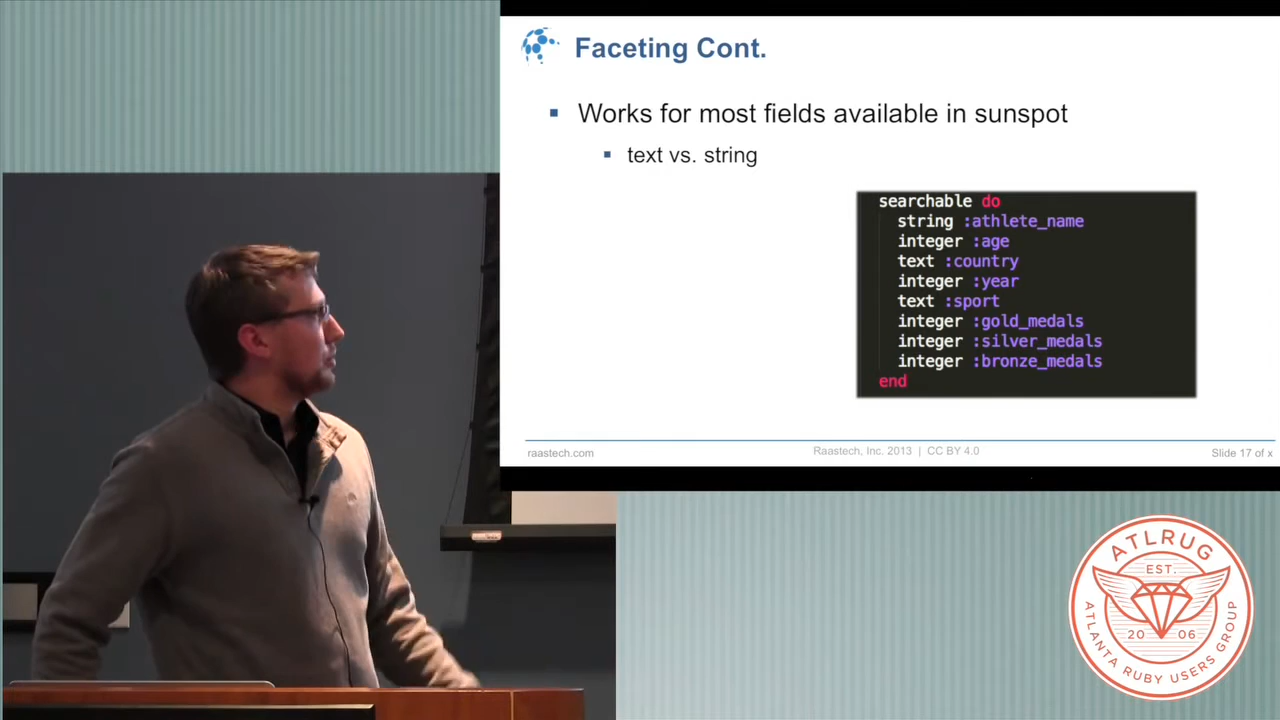 Faceting Cont.
Works for most fields available in sunspot
text vs. string
searchable do
string :athlete_name
integer :age
text :country
integer :year
text :sport
integer :gold_medals
integer :silver_medals
integer :bronze_medals
end
raastech.com
Raastech, Inc. 2013 | CC BY 4.0
Slide 17 of x
ATLRUG
EST.
20 06
ATLANTA RUBY USERS GROUP